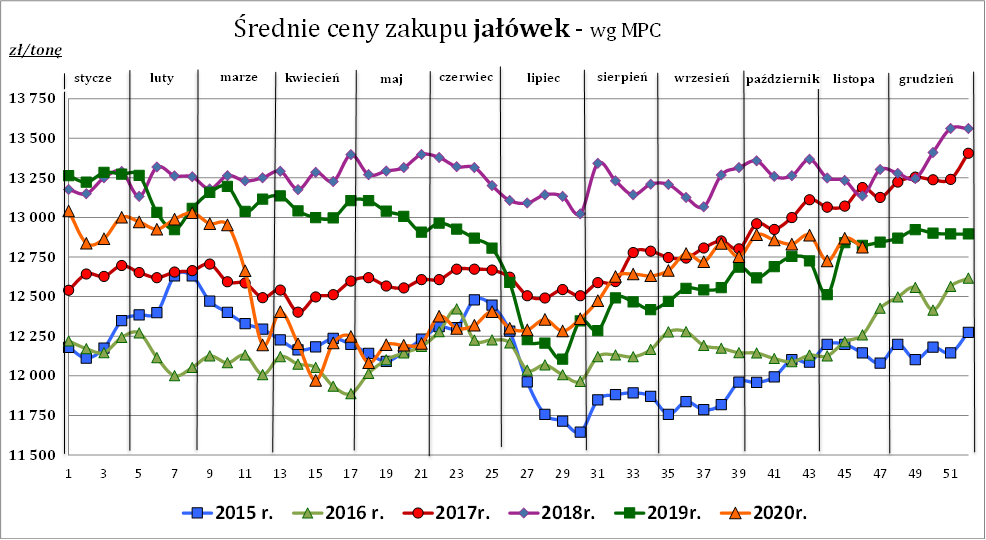 Średnie ceny zakupu jałówek - wg MPC
zł/tonę
stycze luty marze kwiecień maj czerwiec lipiec sierpień wrzesień październik listopa grudzień
13 750
13 500
13 250
13 000
12 750
12 500
12 250
12 000
11 750
11 500
1 3 5 7 9 11 13 15 17 19 21 23 25 27 29 31 33 35 37 39 41 43 45 47 49 51
2015 r. 2016 r. 2017r. 2018r. 2019r. 2020r.